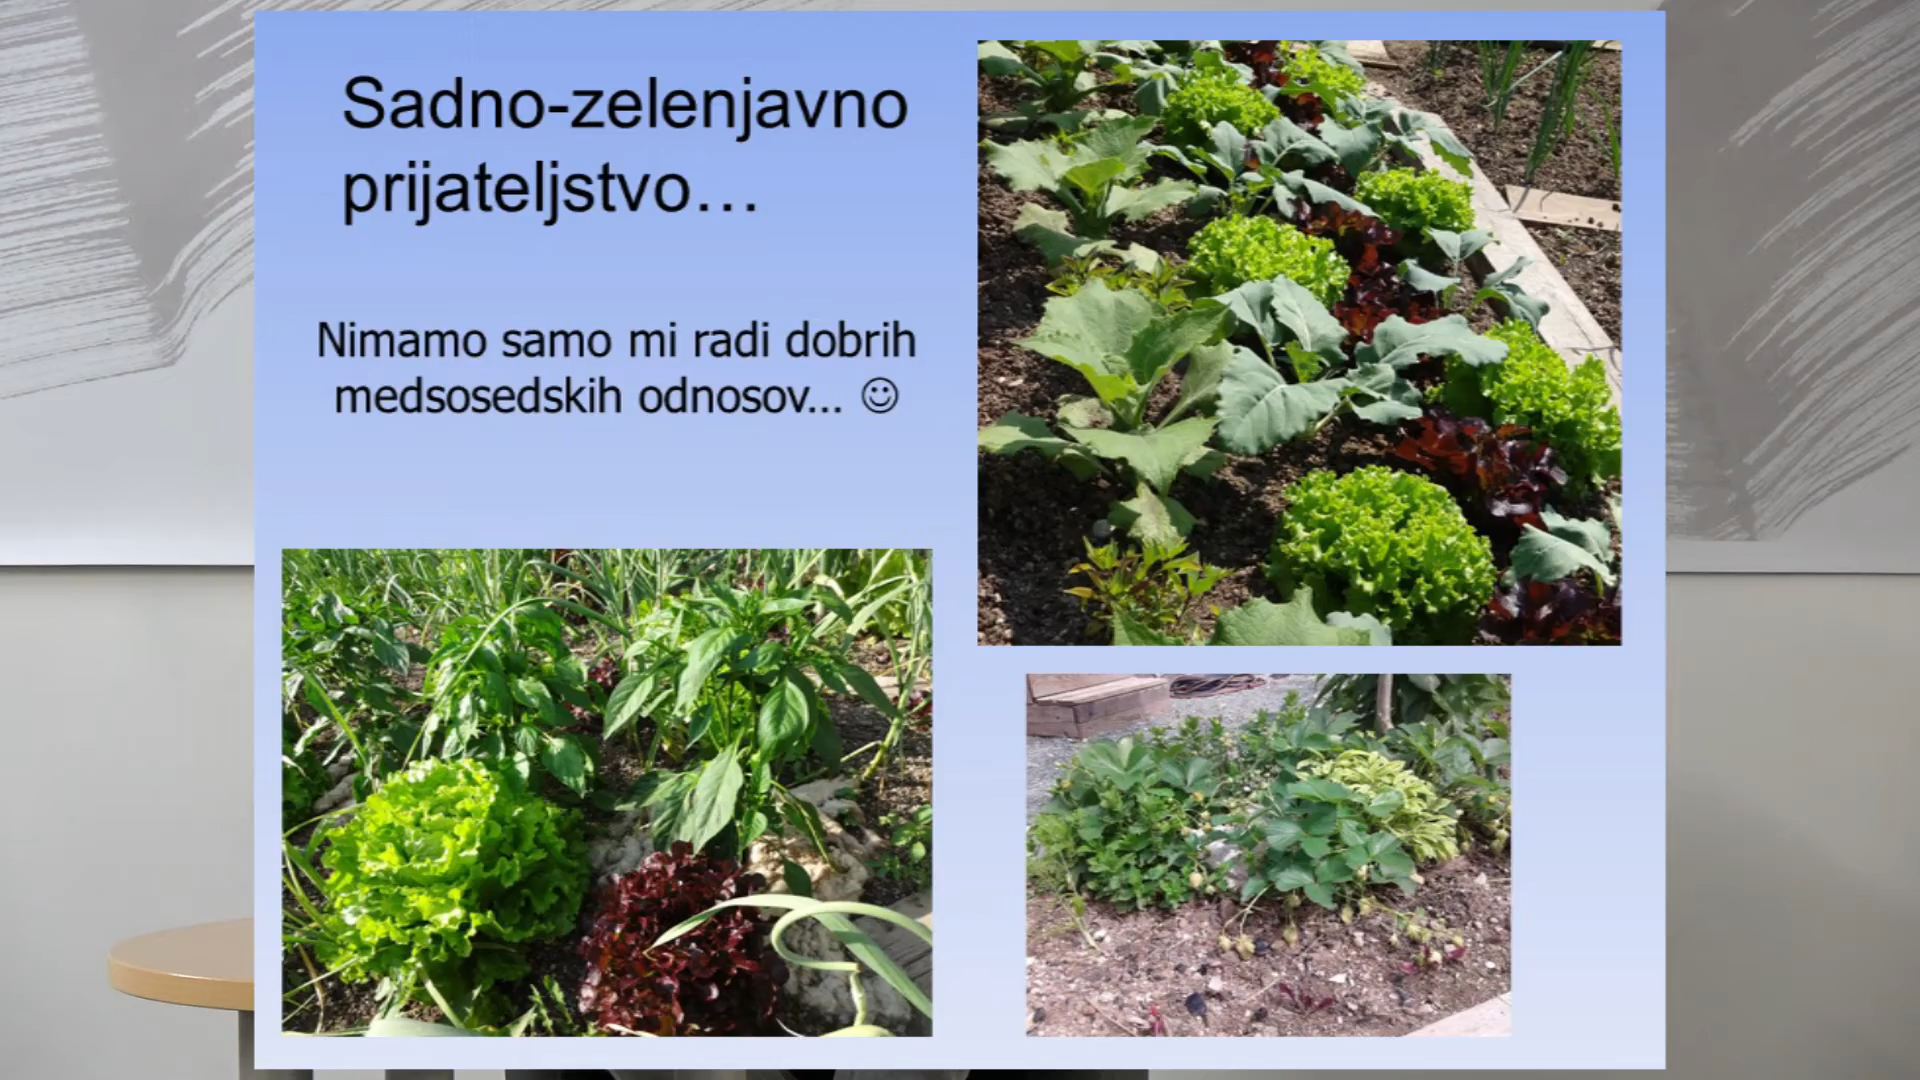 Sadno-zelenjavno
prijateljstvo…
Nimamo samo mi radi dobrih
medsosedskih odnosov... ☺